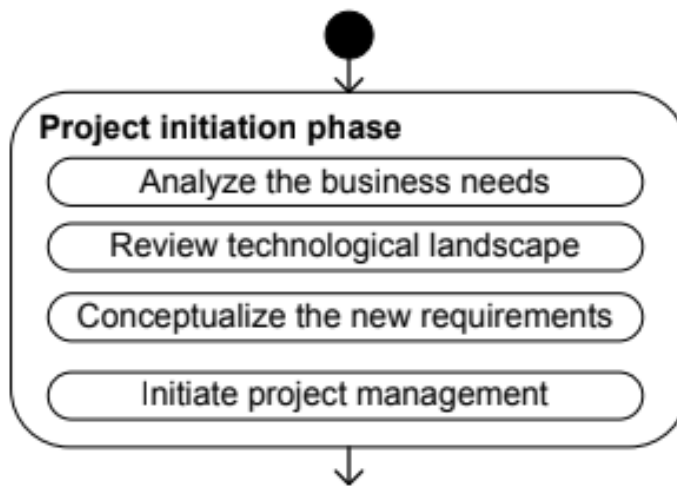 Project initiation phase
Analyze the business needs
Review technological landscape
Conceptualize the new requirements
Initiate project management